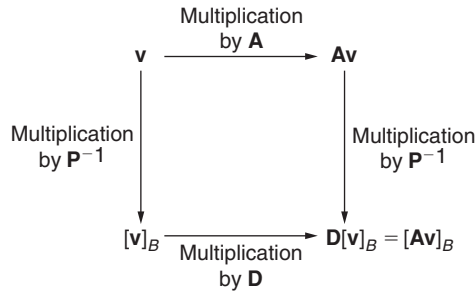 Multiplication
by A
v
Av
Multiplication
by P⁻¹
Multiplication
by P⁻¹
[v]_B
D[v]_B = [Av]_B
Multiplication
by D